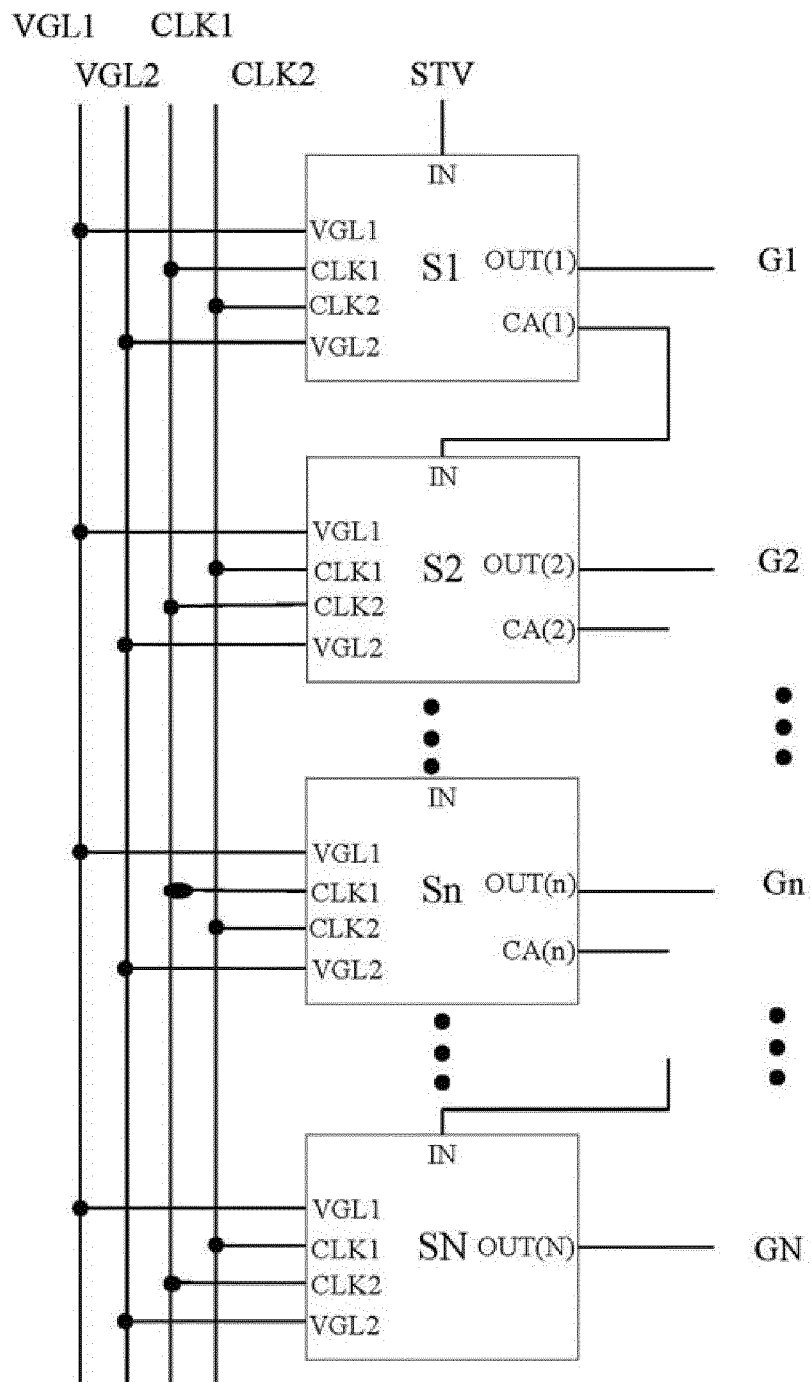 VGL1 CLK1
VGL2 CLK2 STV
IN
VGL1
CLK1 S1 OUT(1) G1
CLK2
CA(1)
VGL2
IN
VGL1
CLK1 S2 OUT(2) G2
CLK2
CA(2)
VGL2
IN
VGL1
CLK1 Sn OUT(n) Gn
CLK2
CA(n)
VGL2
IN
VGL1
CLK1 SN OUT(N) GN
CLK2
VGL2